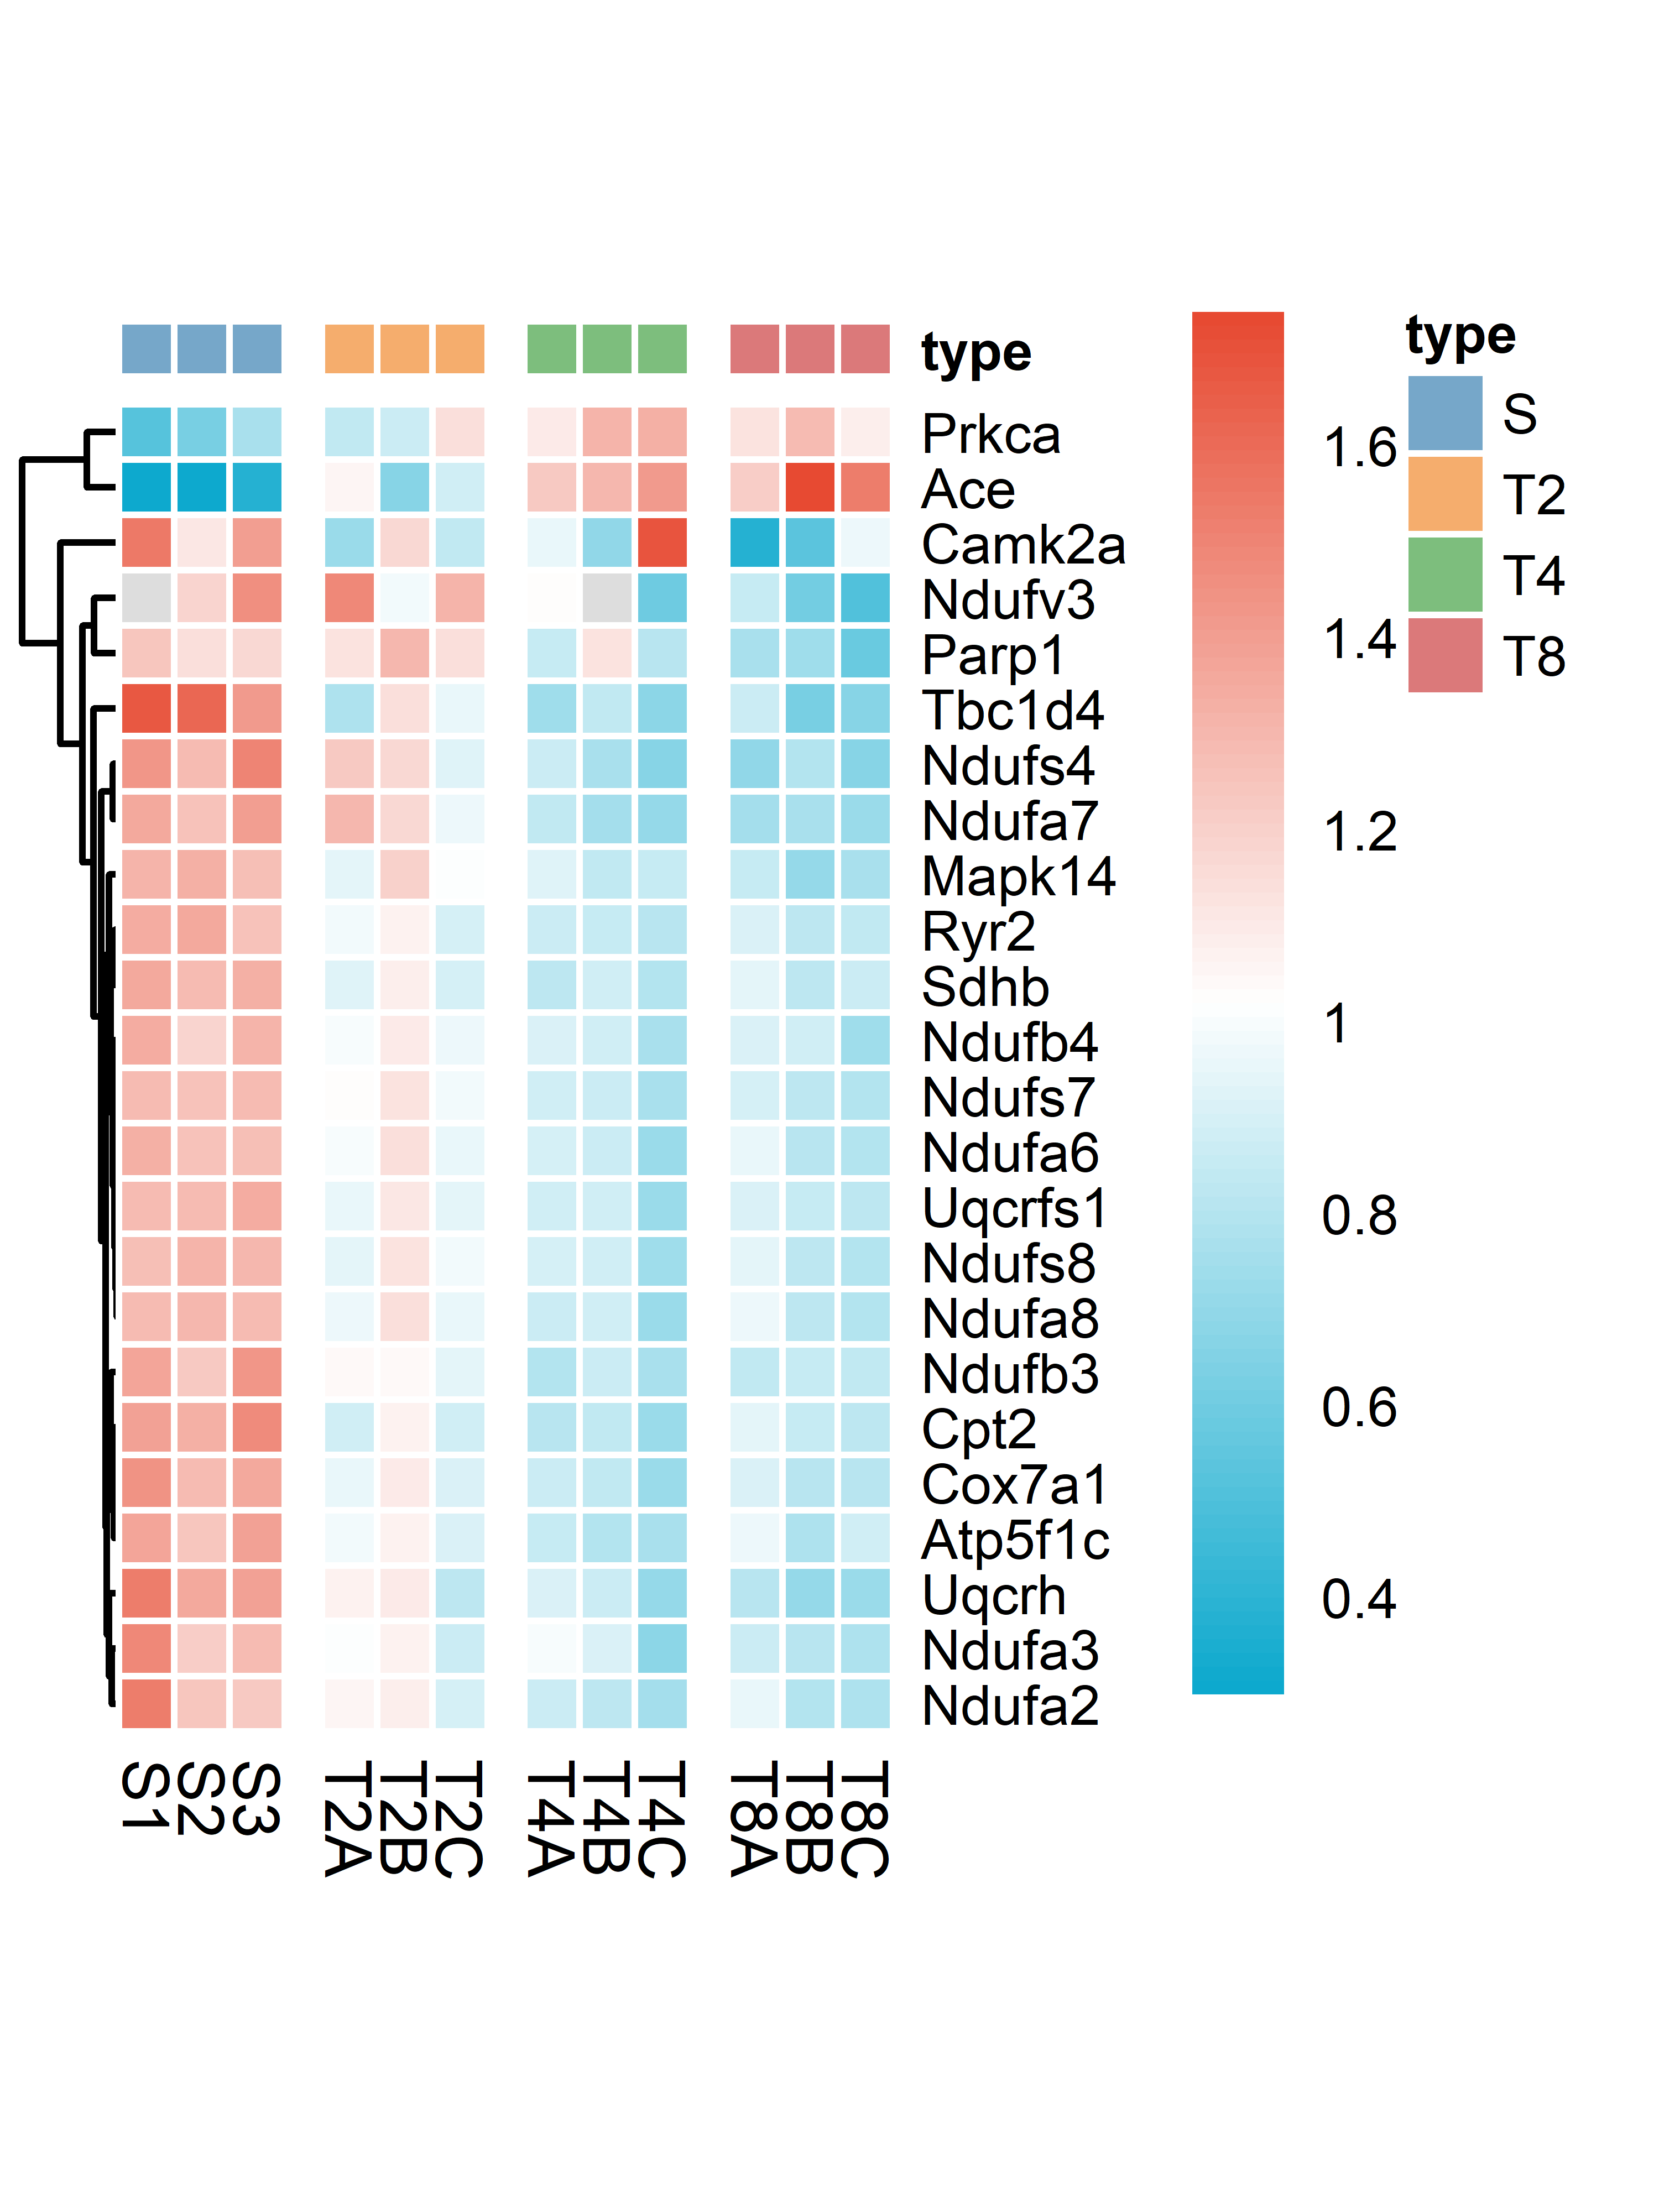 type
Prkca
Ace
Camk2a
Ndufv3
Parp1
Tbc1d4
Ndufs4
Ndufa7
Mapk14
Ryr2
Sdhb
Ndufb4
Ndufs7
Ndufa6
Uqcrfs1
Ndufs8
Ndufa8
Ndufb3
Cpt2
Cox7a1
Atp5f1c
Uqcrh
Ndufa3
Ndufa2
S1
S2
S3
T2A
T2B
T2C
T4A
T4B
T4C
T8A
T8B
T8C
1.6
1.4
1.2
1
0.8
0.6
0.4
type
S
T2
T4
T8